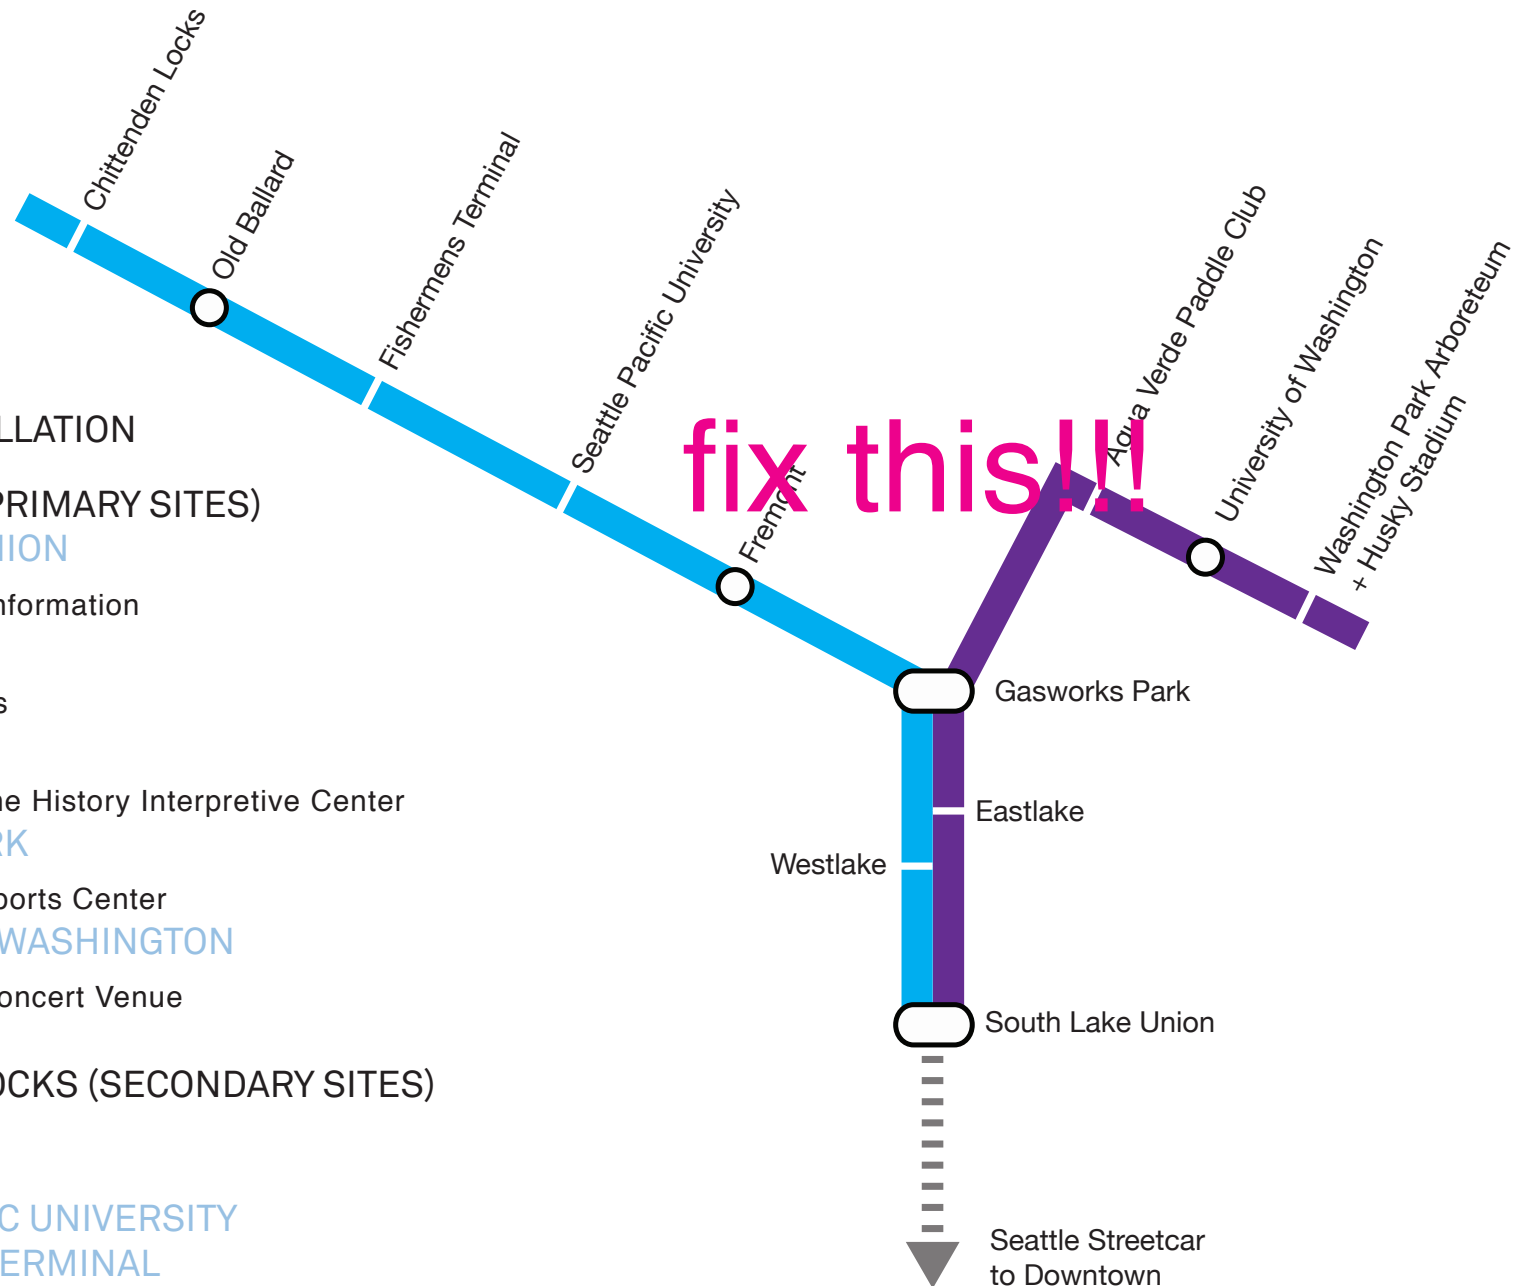 Chittenden Locks
Old Ballard
Fishermens Terminal
Seattle Pacific University
Fremont
fix this!!!
Aqua Verde Paddle Club
University of Washington
Washington Park Arboreteum
+ Husky Stadium
Gasworks Park
Eastlake
Westlake
South Lake Union
Seattle Streetcar
to Downtown
LLATION
PRIMARY SITES)
NION
nformation
s
ne History Interpretive Center
RK
ports Center
WASHINGTON
oncert Venue
OCKS (SECONDARY SITES)
C UNIVERSITY
ERMINAL